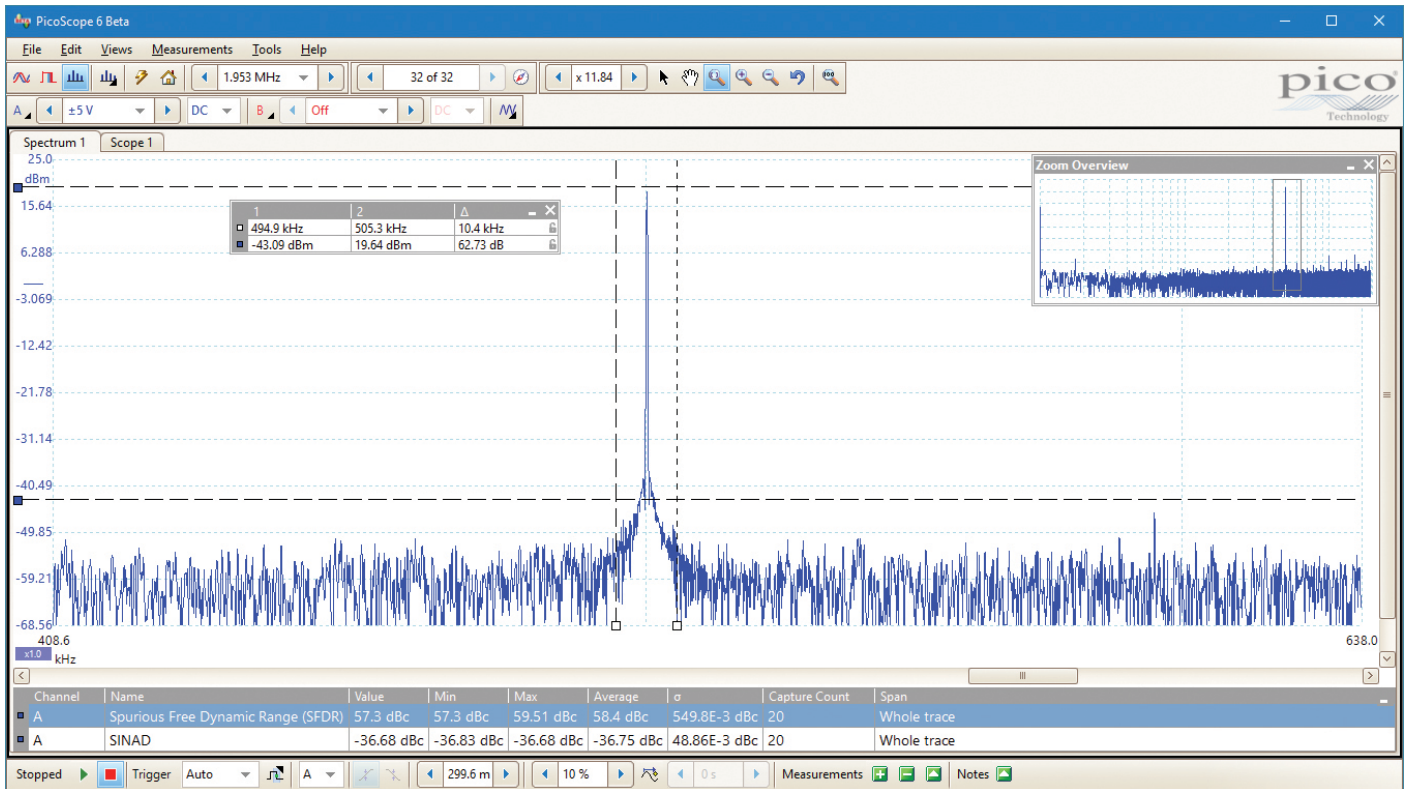 PicoScope 6 Beta
File Edit Views Measurements Tools Help
1.953 MHz 32 of 32 x 11.84
pico
Technology
A ±5 V DC B Off DC
Spectrum 1 Scope 1
25.0
dBm
15.64
6.288
-3.069
-12.42
-21.78
-31.14
-40.49
-49.85
-59.21
-68.56
1 2 Δ
494.9 kHz 505.3 kHz 10.4 kHz
-43.09 dBm 19.64 dBm 62.73 dB
Zoom Overview
408.6 638.0
x1.0 kHz
Channel Name Value Min Max Average σ Capture Count Span
A Spurious Free Dynamic Range (SFDR) 57.3 dBc 57.3 dBc 59.51 dBc 58.4 dBc 549.8E-3 dBc 20 Whole trace
A SINAD -36.68 dBc -36.83 dBc -36.68 dBc -36.75 dBc 48.86E-3 dBc 20 Whole trace
Stopped Trigger Auto A 299.6 m 10 % 0 s Measurements Notes